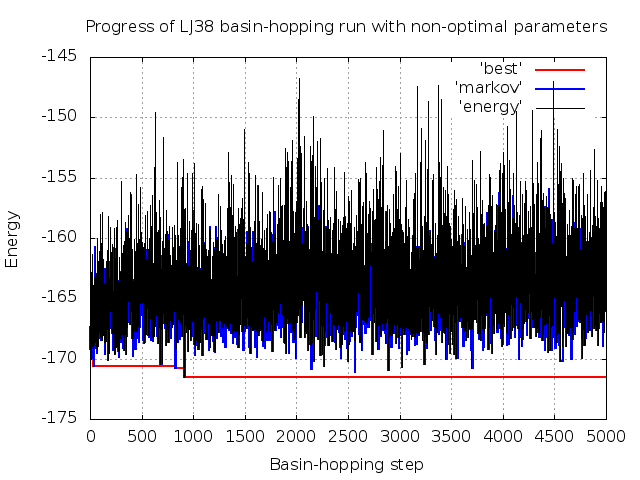 Progress of LJ38 basin-hopping run with non-optimal parameters
-145
-150
-155
-160
-165
-170
-175
Energy
'best'
'markov'
'energy'
0 500 1000 1500 2000 2500 3000 3500 4000 4500 5000
Basin-hopping step